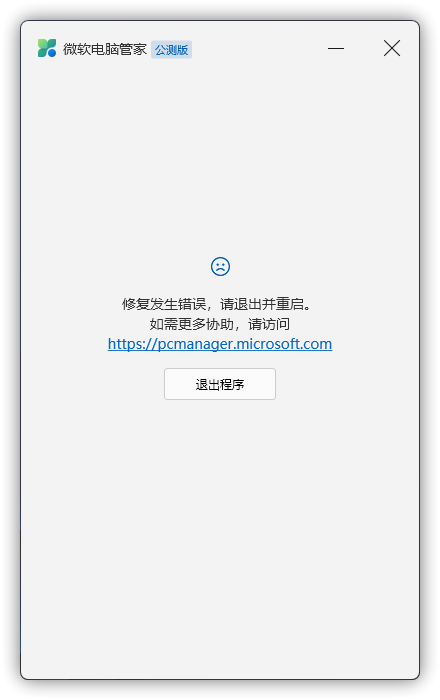 微软电脑管家 公测版
修复发生错误，请退出并重启。
如需更多协助，请访问
https://pcmanager.microsoft.com
退出程序